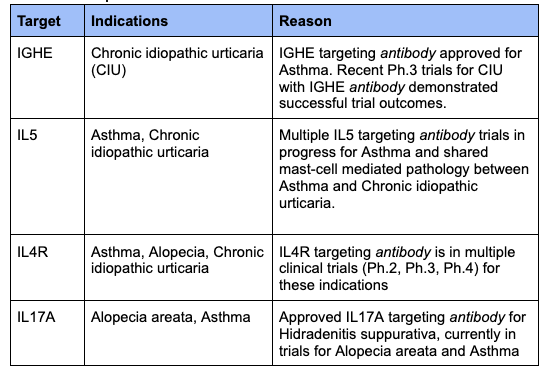 Target Indications Reason
IGHE Chronic idiopathic urticaria IGHE targeting antibody approved for
(CIU) Asthma. Recent Ph.3 trials for CIU
with IGHE antibody demonstrated
successful trial outcomes.
IL5 Asthma, Chronic Multiple IL5 targeting antibody trials in
idiopathic urticaria progress for Asthma and shared
mast-cell mediated pathology between
Asthma and Chronic idiopathic
urticaria.
IL4R Asthma, Alopecia, Chronic IL4R targeting antibody is in multiple
idiopathic urticaria clinical trials (Ph.2, Ph.3, Ph.4) for
these indications
IL17A Alopecia areata, Asthma Approved IL17A targeting antibody for
Hidradenitis suppurativa, currently in
trials for Alopecia areata and Asthma